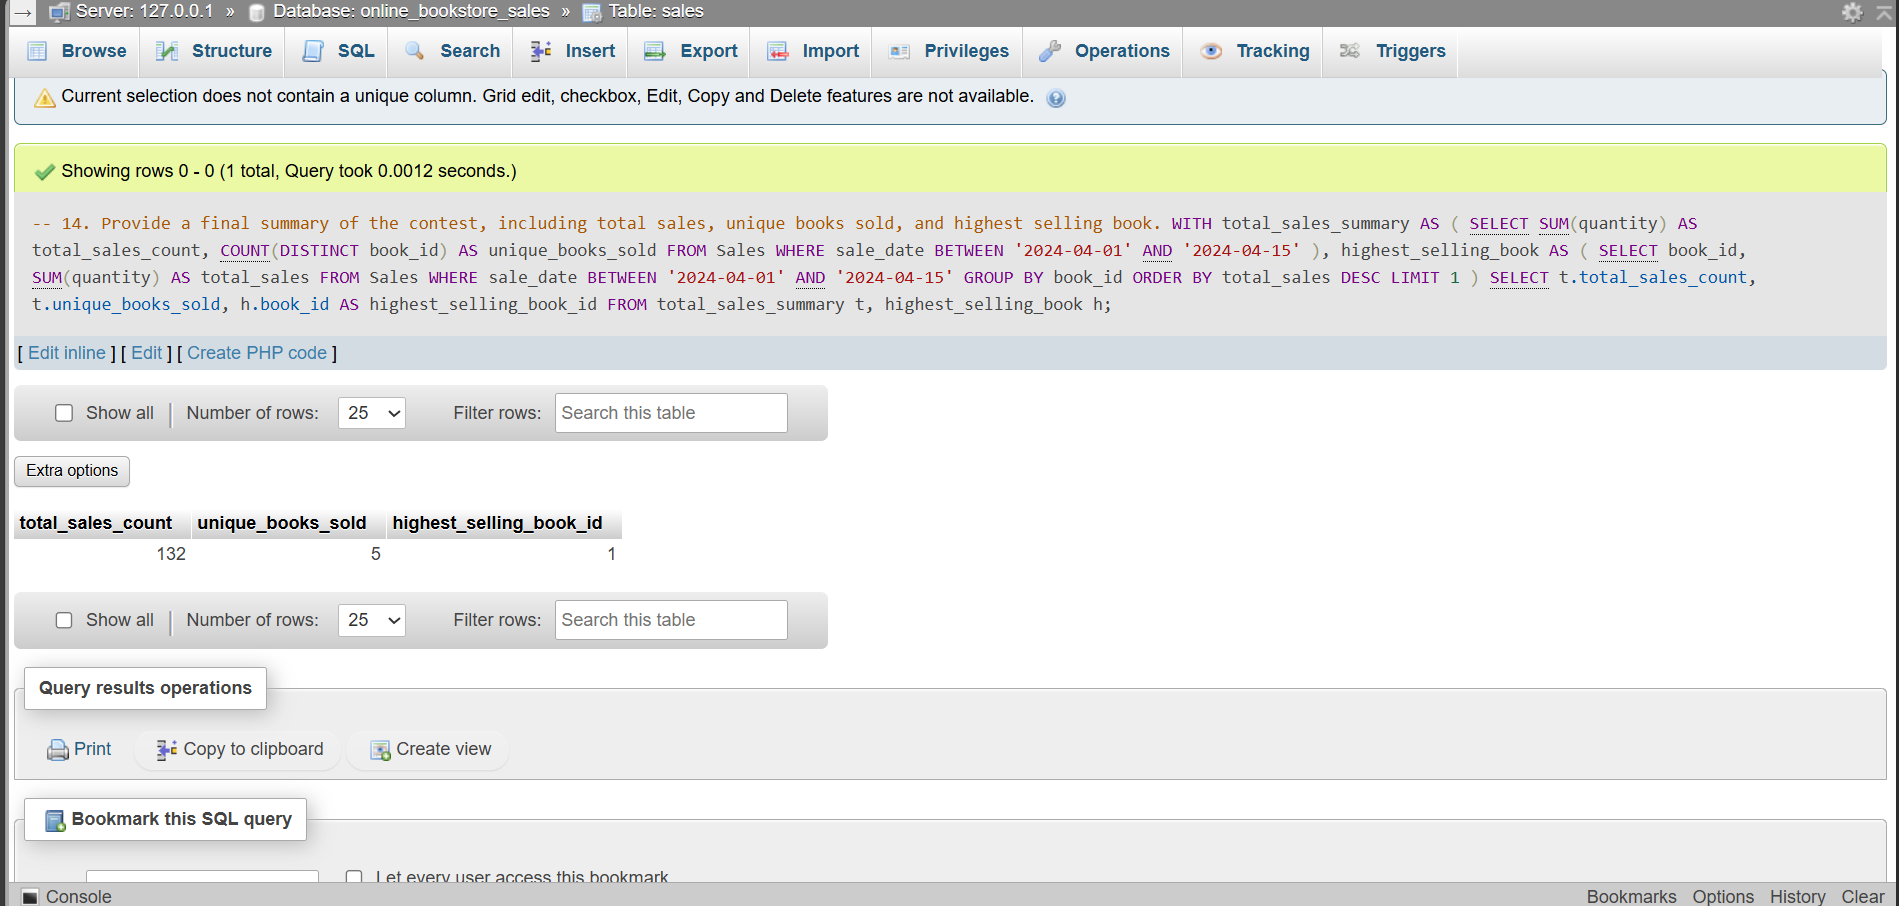 Server: 127.0.0.1 » Database: online_bookstore_sales » Table: sales
Browse Structure SQL Search Insert Export Import Privileges Operations Tracking Triggers
Current selection does not contain a unique column. Grid edit, checkbox, Edit, Copy and Delete features are not available.
Showing rows 0 - 0 (1 total, Query took 0.0012 seconds.)
-- 14. Provide a final summary of the contest, including total sales, unique books sold, and highest selling book. WITH total_sales_summary AS ( SELECT SUM(quantity) AS
total_sales_count, COUNT(DISTINCT book_id) AS unique_books_sold FROM Sales WHERE sale_date BETWEEN '2024-04-01' AND '2024-04-15' ), highest_selling_book AS ( SELECT book_id,
SUM(quantity) AS total_sales FROM Sales WHERE sale_date BETWEEN '2024-04-01' AND '2024-04-15' GROUP BY book_id ORDER BY total_sales DESC LIMIT 1 ) SELECT t.total_sales_count,
t.unique_books_sold, h.book_id AS highest_selling_book_id FROM total_sales_summary t, highest_selling_book h;
[ Edit inline ] [ Edit ] [ Create PHP code ]
Show all | Number of rows: 25 Filter rows: Search this table
Extra options
total_sales_count unique_books_sold highest_selling_book_id
132 5 1
Show all | Number of rows: 25 Filter rows: Search this table
Query results operations
Print Copy to clipboard Create view
Bookmark this SQL query
Let every user access this bookmark
Console Bookmarks Options History Clear